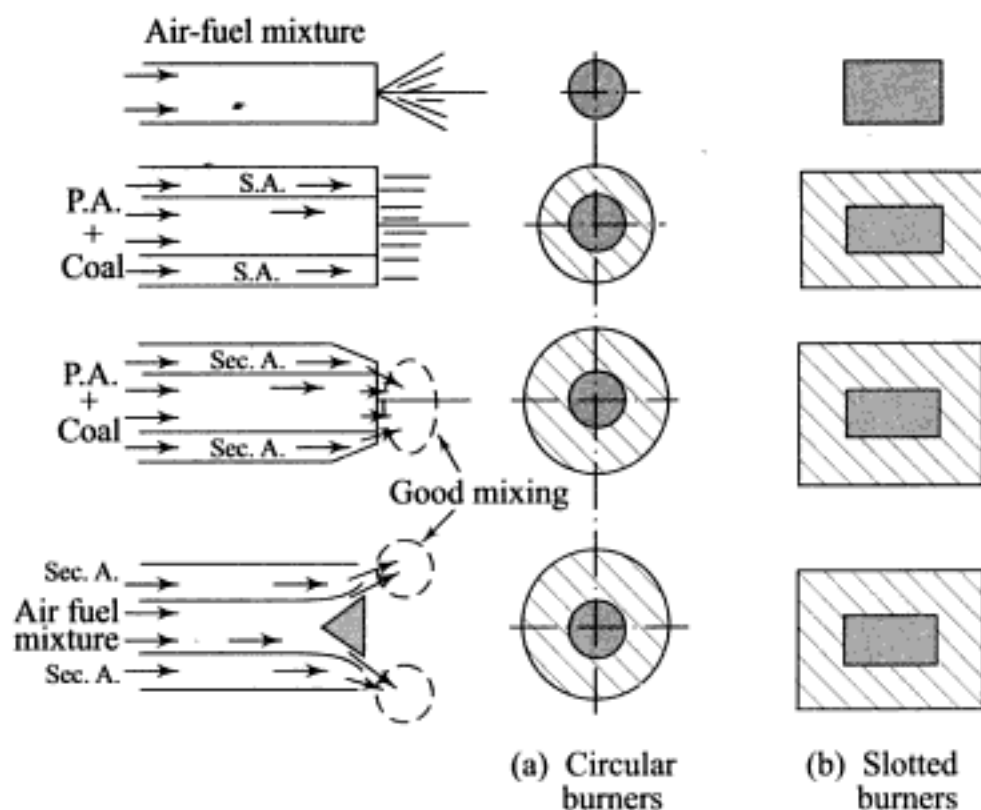 Air-fuel mixture
S.A.
P.A.
+
Coal
S.A.
Sec. A.
P.A.
+
Coal
Sec. A.
Good mixing
Sec. A.
Air fuel
mixture
Sec. A.
(a) Circular
burners
(b) Slotted
burners